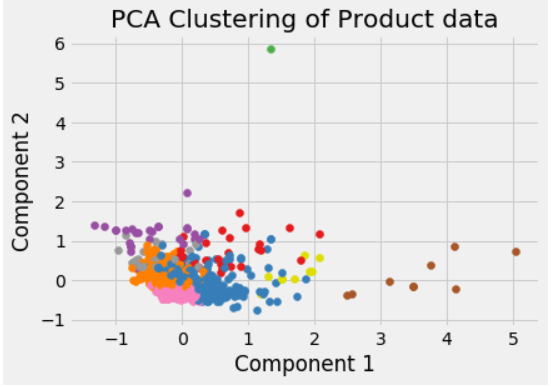 PCA Clustering of Product data
6
5
4
3
2
1
0
−1
Component 2
−1 0 1 2 3 4 5
Component 1